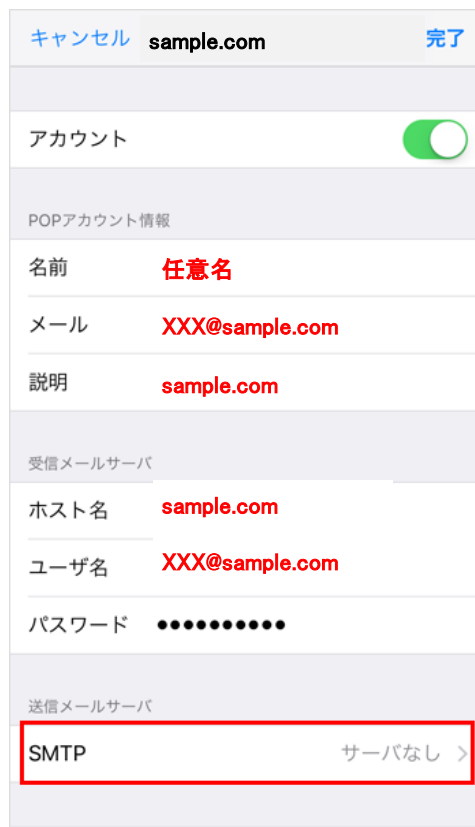 キャンセル sample.com 完了
アカウント
POPアカウント情報
名前 任意名
メール XXX@sample.com
説明 sample.com
受信メールサーバ
ホスト名 sample.com
ユーザ名 XXX@sample.com
パスワード ●●●●●●●●●●
送信メールサーバ
SMTP サーバなし >